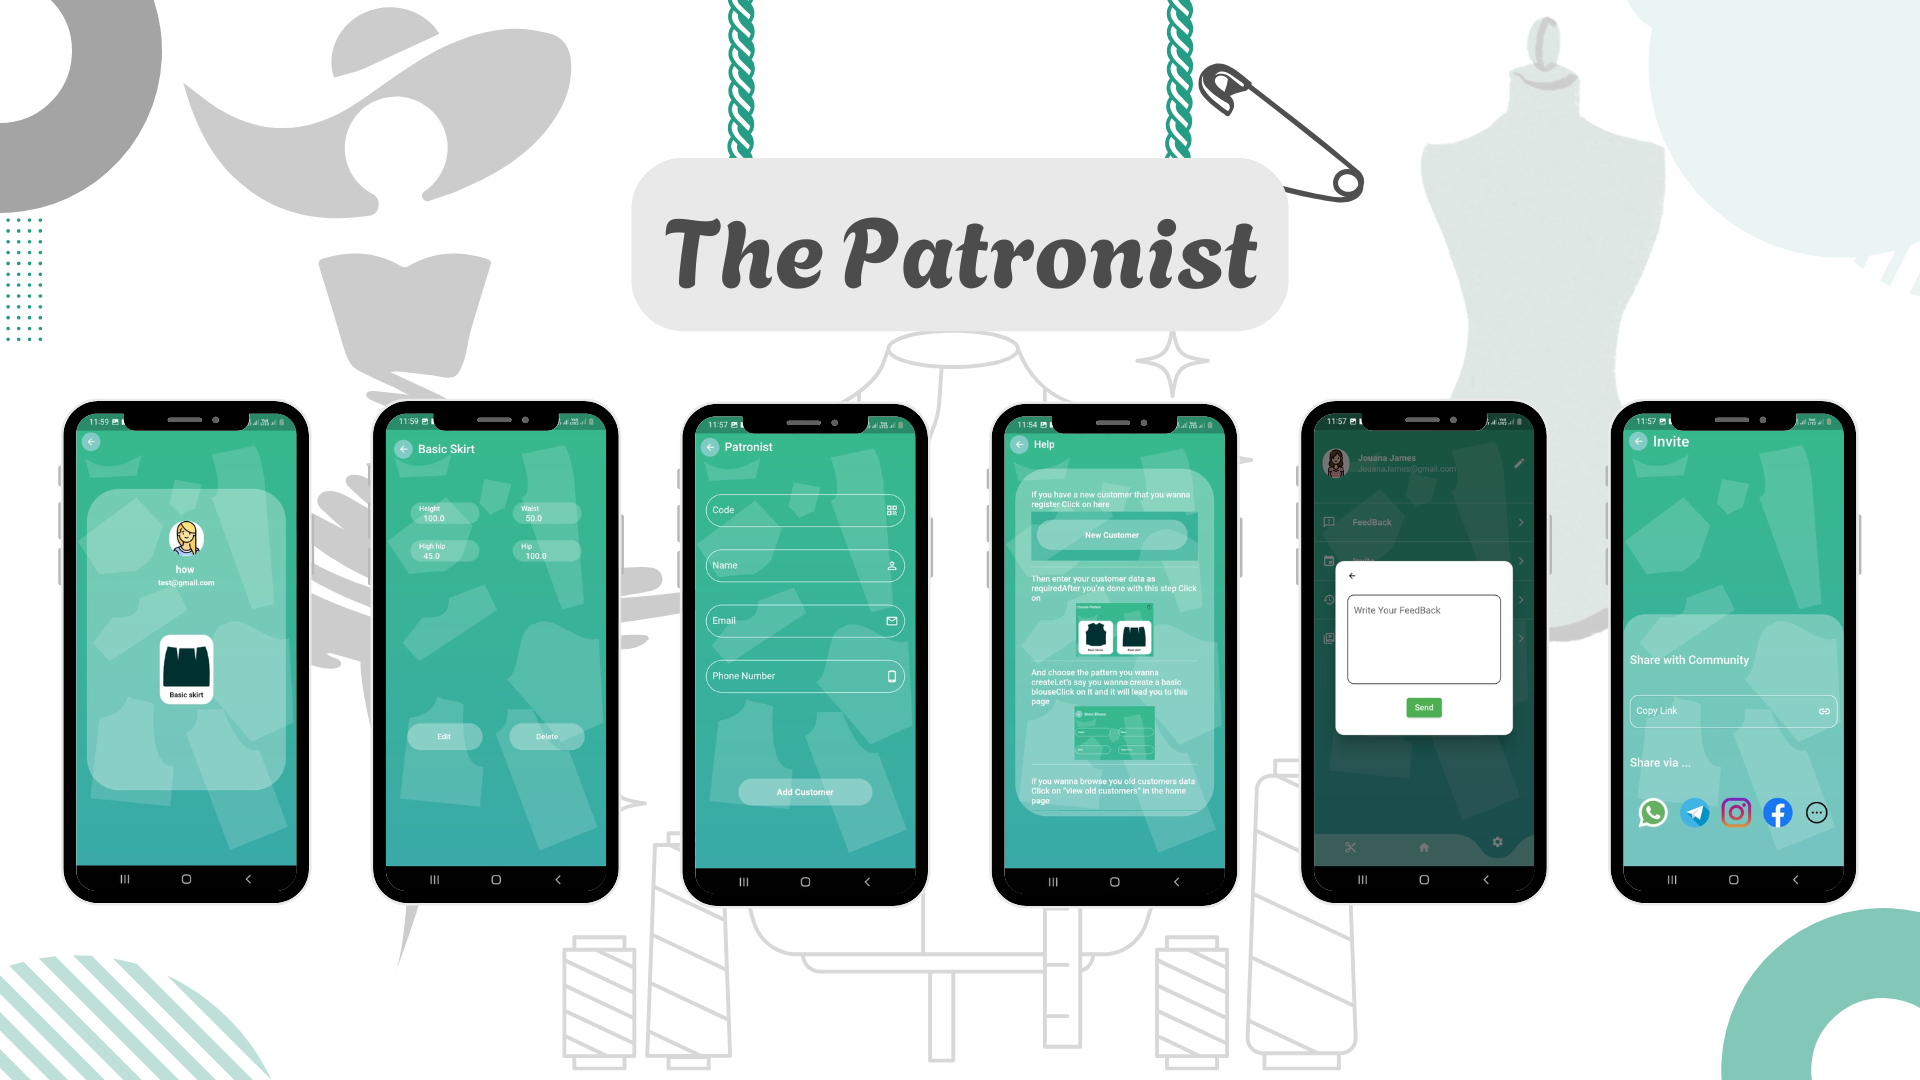 The Patronist
11:59
how
test@gmail.com
Basic skirt
11:59
Basic Skirt
Height
100.0
Waist
50.0
High hip
45.0
Hip
100.0
Edit
Delete
11:57
Patronist
Code
Name
Email
Phone Number
Add Customer
11:54
Help
If you have a new customer that you wanna
register Click on here
New Customer
Then enter your customer data as
requiredAfter you're done with this step Click
on
And choose the pattern you wanna
createLet's say you wanna create a basic
blouseClick on it and it will lead you to this
page
if you wanna browse you old customers data
Click on "view old customers" in the home
page
11:57
Jouana James
JouanaJames@gmail.com
FeedBack
Write Your FeedBack
Send
11:57
Invite
Share with Community
Copy Link
Share via ...